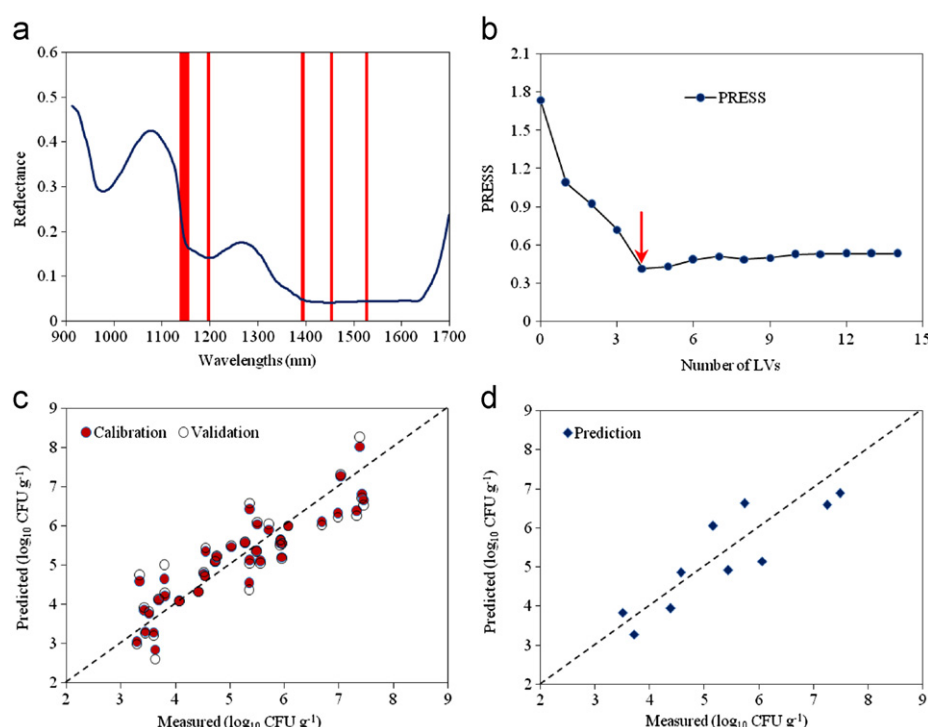 a
0.6
0.5
0.4
0.3
0.2
0.1
0
Reflectance
900 1000 1100 1200 1300 1400 1500 1600 1700
Wavelengths (nm)
b
2.1
1.8
1.5
1.2
0.9
0.6
0.3
0
PRESS
PRESS
0 3 6 9 12 15
Number of LVs
c
9
8
7
6
5
4
3
2
Predicted (log10 CFU g-1)
Calibration Validation
2 3 4 5 6 7 8 9
Measured (log10 CFU g-1)
d
9
8
7
6
5
4
3
2
Predicted (log10 CFU g-1)
Prediction
2 3 4 5 6 7 8 9
Measured (log10 CFU g-1)